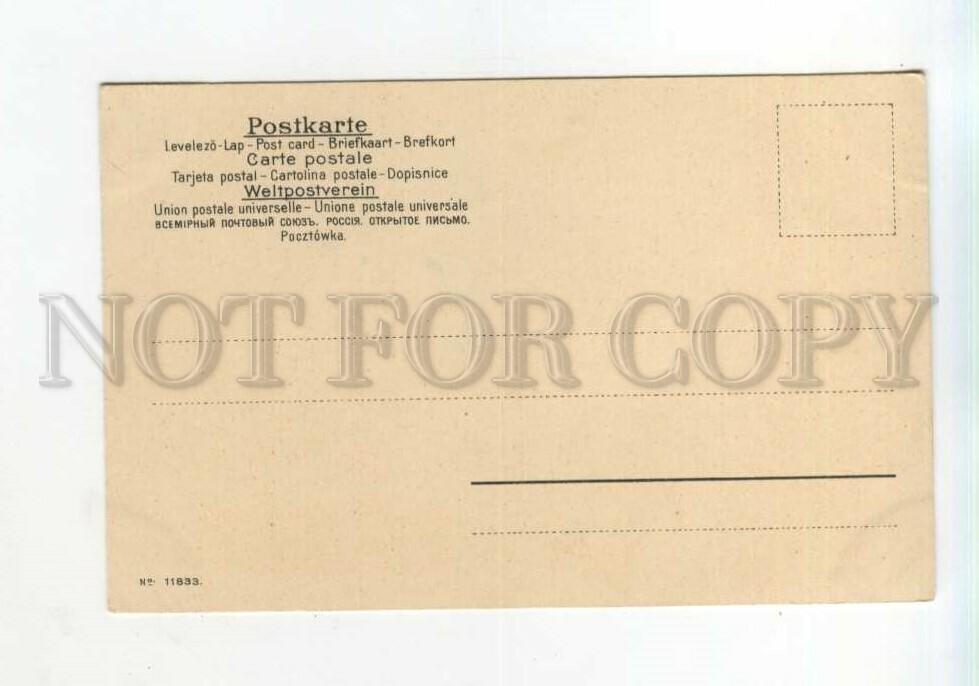 Postkarte
Levelező-Lap - Post card - Briefkaart - Brefkort
Carte postale
Tarjeta postal - Cartolina postale - Dopisnice
Weltpostverein
Union postale universelle - Unione postale universale
ВСЕМІРНЫЙ ПОЧТОВЫЙ СОЮЗЪ. РОССІЯ. ОТКРЫТОЕ ПИСЬМО.
Pocztówka.
NOT FOR COPY
No. 11833.